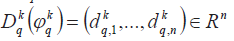 D_q^k(φ_q^k) = (d_{q,1}^k,...,d_{q,n}^k) ∈ R^n